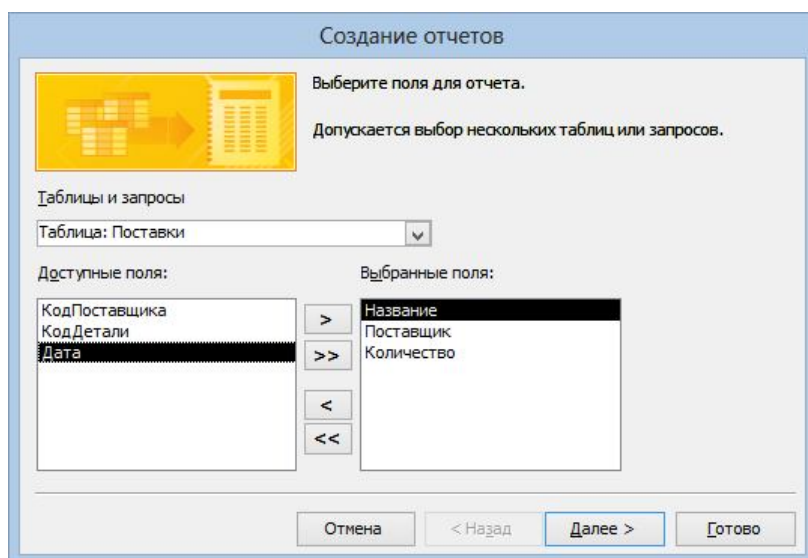 Создание отчетов
Выберите поля для отчета.
Допускается выбор нескольких таблиц или запросов.
Таблицы и запросы
Таблица: Поставки
Доступные поля:
Выбранные поля:
КодПоставщика
КодДетали
Дата
>
>>
<
<<
Название
Поставщик
Количество
Отмена
< Назад
Далее >
Готово